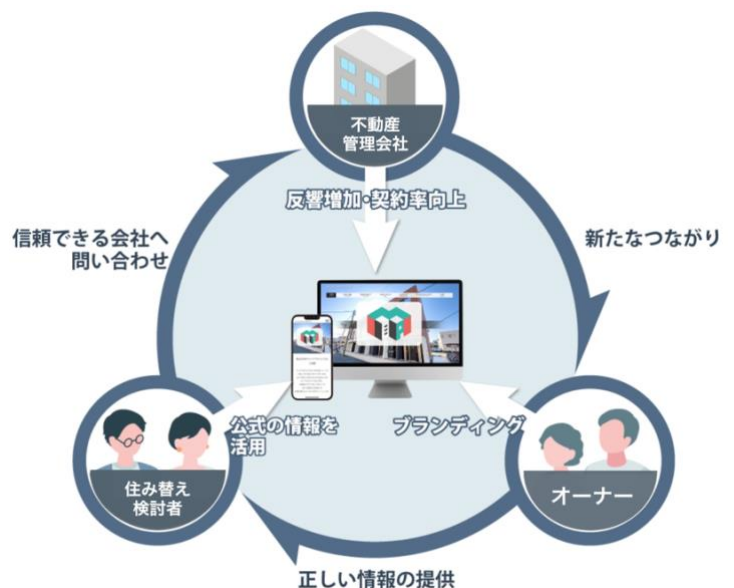 不動産
管理会社
反響増加・契約率向上
信頼できる会社へ
問い合わせ
新たなつながり
公式の情報を
活用
ブランディング
住み替え
検討者
オーナー
正しい情報の提供